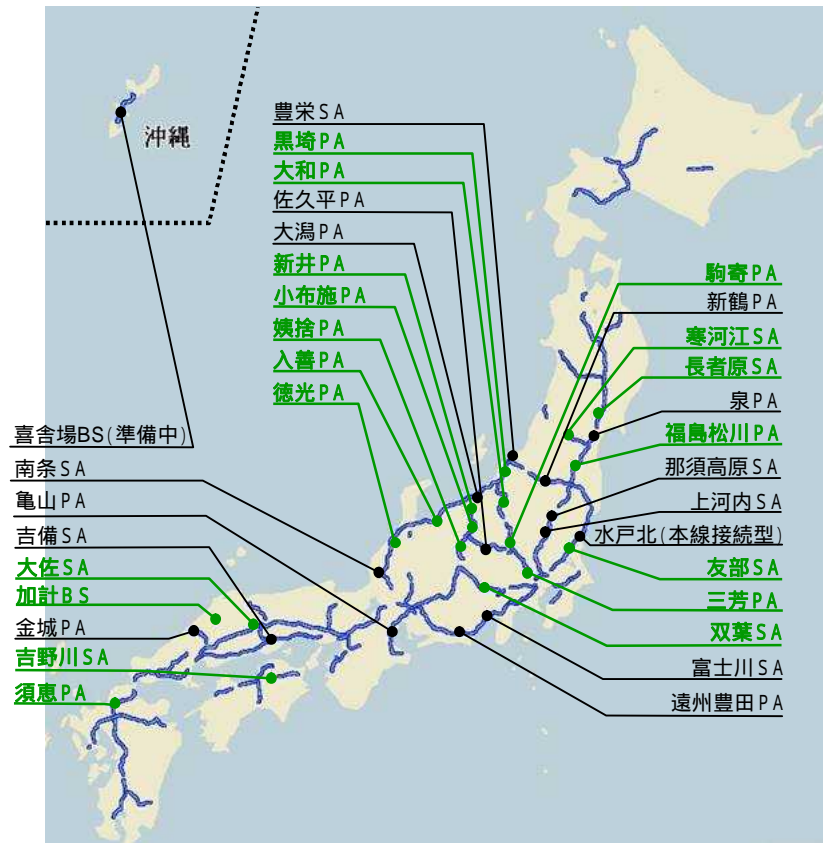 沖縄
豊栄SA
黒埼PA
大和PA
佐久平PA
大潟PA
新井PA
小布施PA
姨捨PA
入善PA
徳光PA
駒寄PA
新鶴PA
寒河江SA
長者原SA
泉PA
福島松川PA
那須高原SA
上河内SA
水戸北(本線接続型)
友部SA
三芳PA
双葉SA
富士川SA
遠州豊田PA
喜舎場BS(準備中)
南条SA
亀山PA
吉備SA
大佐SA
加計BS
金城PA
吉野川SA
須恵PA